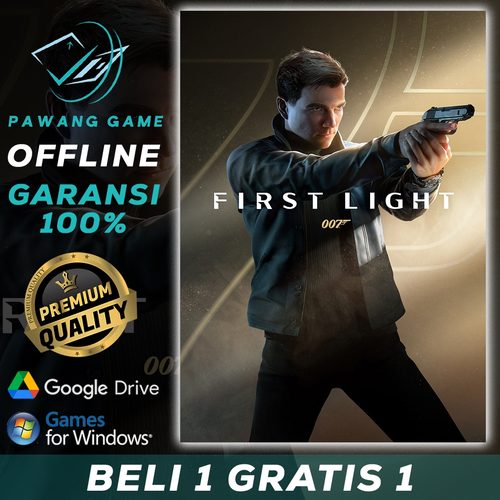 PAWANG GAME
OFFLINE
GARANSI
100%
PREMIUM
QUALITY
Google Drive
Games
for Windows®
FIRST LIGHT
007
BELI 1 GRATIS 1